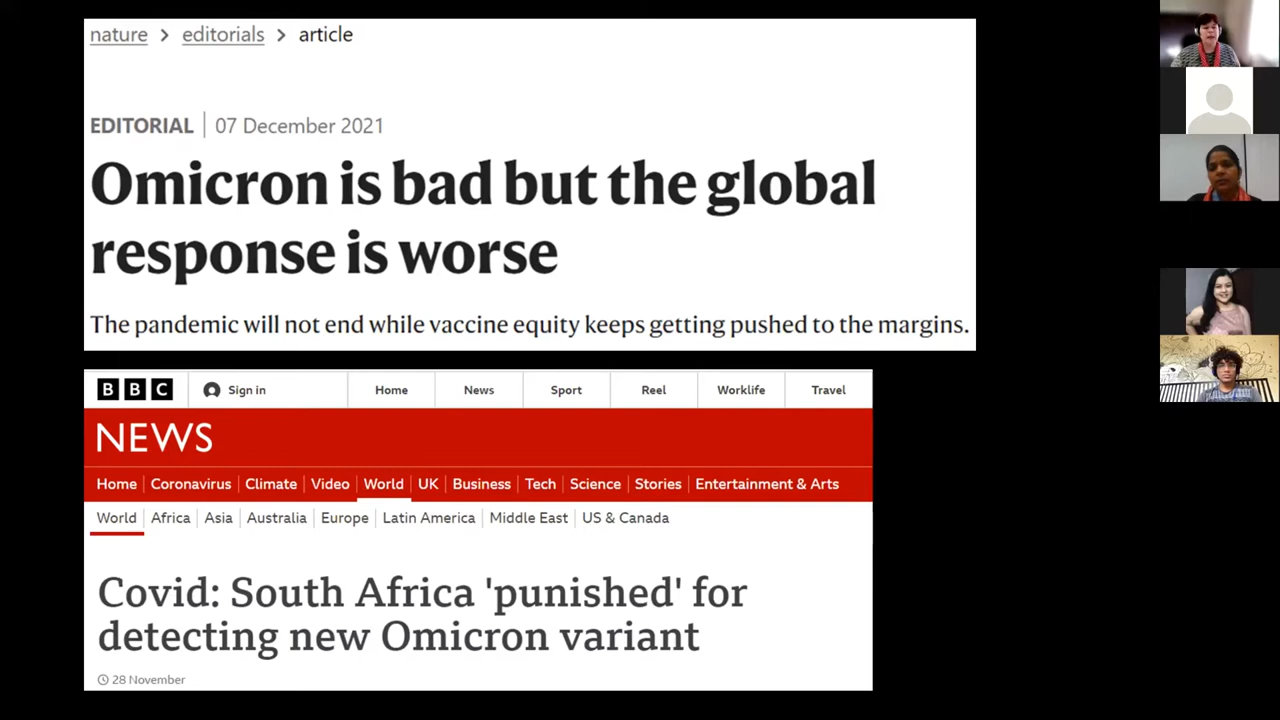 nature > editorials > article
EDITORIAL | 07 December 2021
Omicron is bad but the global
response is worse
The pandemic will not end while vaccine equity keeps getting pushed to the margins.
BBC Sign in Home News Sport Reel Worklife Travel
NEWS
Home Coronavirus Climate Video World UK Business Tech Science Stories Entertainment & Arts
World Africa Asia Australia Europe Latin America Middle East US & Canada
Covid: South Africa 'punished' for
detecting new Omicron variant
28 November